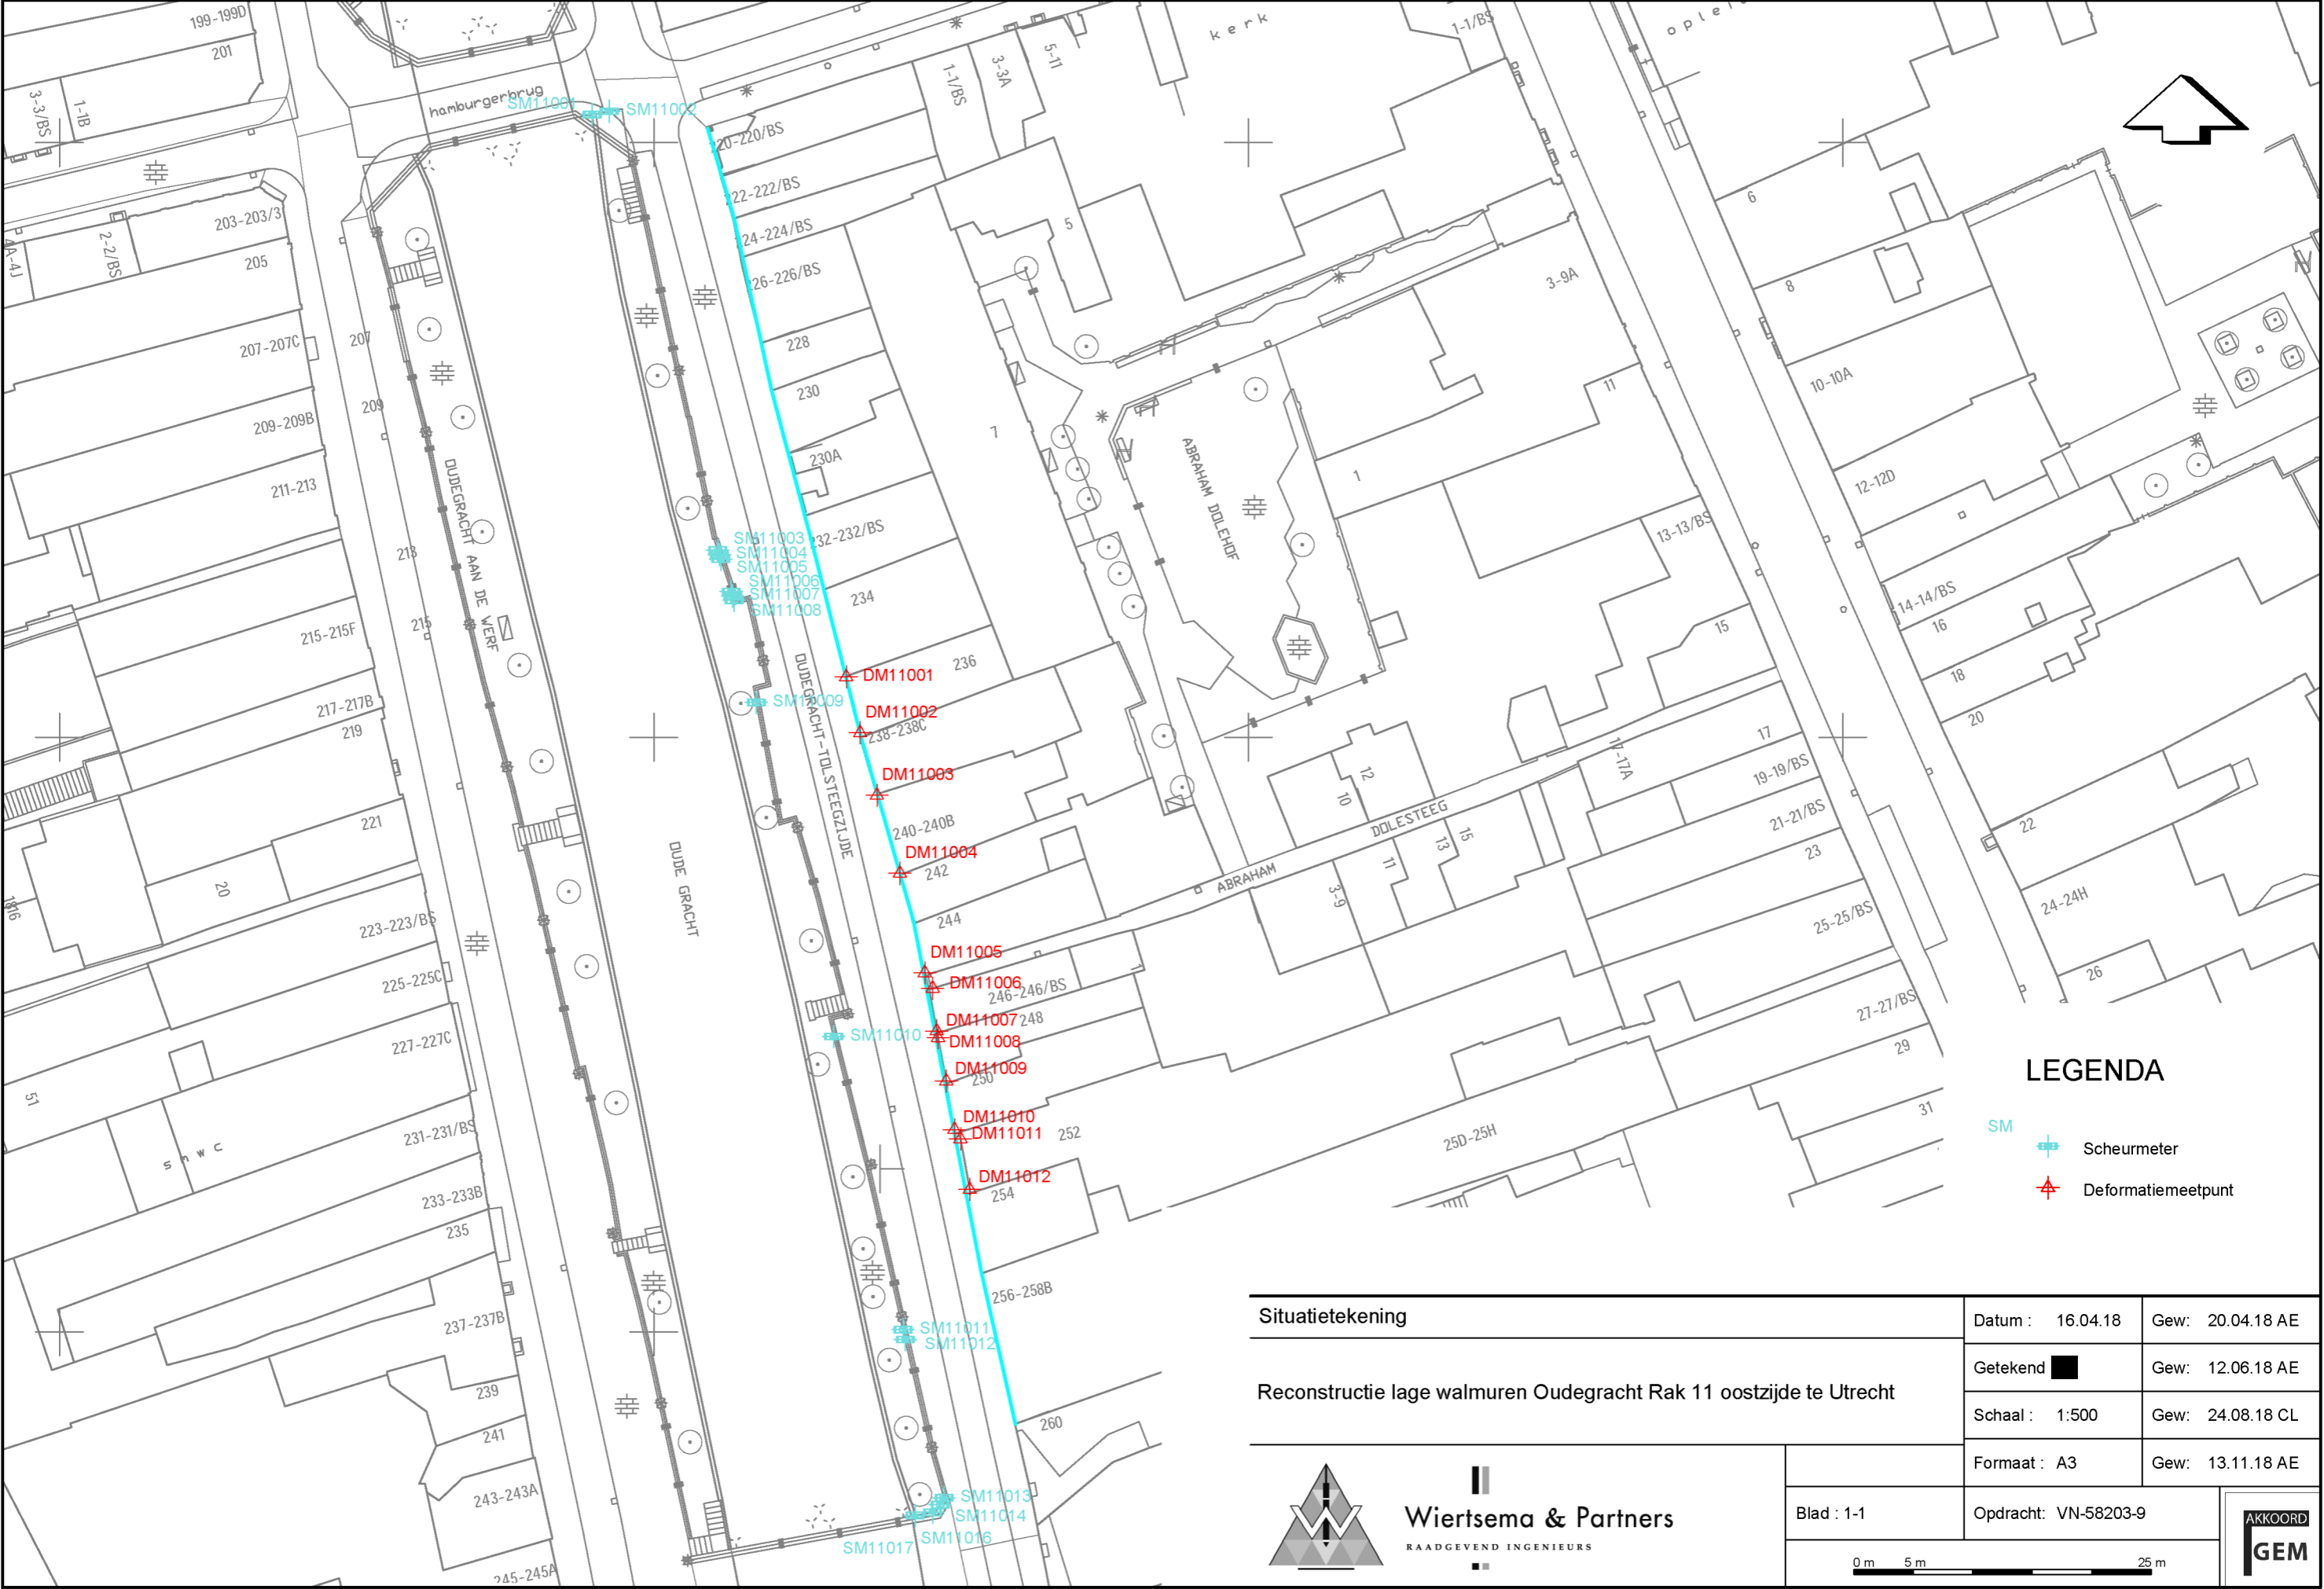 199-199D
201
3-3/BS
1-1B
hamburgerbrug
SM11001
SM11002
kerk
1-1/BS
3-3A
5-11
1-1/BS
20-220/BS
22-222/BS
24-224/BS
26-226/BS
228
230
230A
232-232/BS
234
236
238-238C
240-240B
242
244
246-246/BS
248
250
252
254
256-258B
260
4A-4J
2-2/BS
203-203/3
205
207-207C
207
209-209B
209
211-213
213
215-215F
215
217-217B
219
221
20
1816
223-223/BS
225-225C
227-227C
51
smwc
231-231/BS
233-233B
235
237-237B
239
241
243-243A
245-245A
OUDEGRACHT AAN DE WERF
OUDE GRACHT
OUDEGRACHT-TOLSTEEGZIJDE
SM11003
SM11004
SM11005
SM11006
SM11007
SM11008
SM11009
SM11010
SM11011
SM11012
SM11013
SM11014
SM11016
SM11017
DM11001
DM11002
DM11003
DM11004
DM11005
DM11006
DM11007
DM11008
DM11009
DM11010
DM11011
DM11012
5
7
ABRAHAM DOLEHOF
1
3-9A
11
13-13/BS
15
17
17-17A
19-19/BS
21-21/BS
23
25-25/BS
27-27/BS
29
31
25D-25H
12
10
ABRAHAM DOLESTEEG
15
13
11
3-9
1
6
8
10-10A
12-12D
14-14/BS
16
18
20
22
24-24H
26
LEGENDA
SM
Scheurmeter
Deformatiemeetpunt
Situatietekening
Reconstructie lage walmuren Oudegracht Rak 11 oostzijde te Utrecht
Datum : 16.04.18 Gew: 20.04.18 AE
Getekend Gew: 12.06.18 AE
Schaal : 1:500 Gew: 24.08.18 CL
Formaat : A3 Gew: 13.11.18 AE
Blad : 1-1 Opdracht: VN-58203-9
Wiertsema & Partners
RAADGEVEND INGENIEURS
0 m 5 m 25 m
AKKOORD
GEM